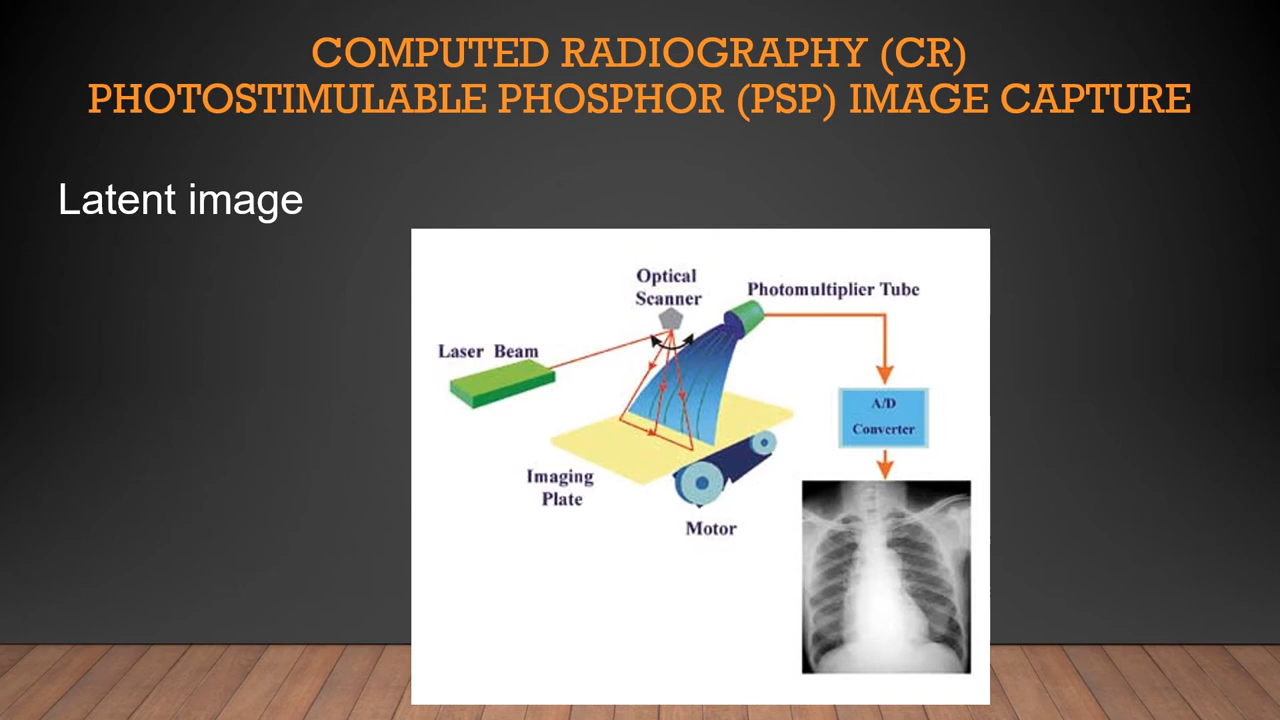 COMPUTED RADIOGRAPHY (CR)
PHOTOSTIMULABLE PHOSPHOR (PSP) IMAGE CAPTURE
Latent image
Optical
Scanner
Photomultiplier Tube
Laser Beam
A/D
Converter
Imaging
Plate
Motor